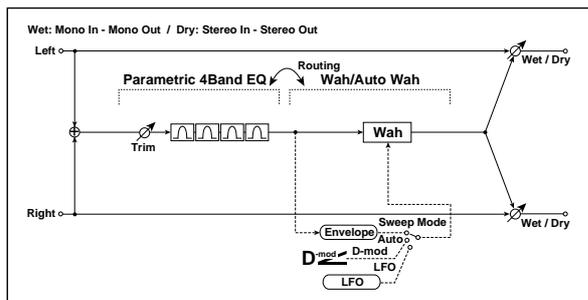 Wet: Mono In - Mono Out / Dry: Stereo In - Stereo Out
Left
Wet / Dry
Routing
Parametric 4Band EQ
Wah/Auto Wah
Trim
Wah
Right
Wet / Dry
Sweep Mode
Envelope
Auto
D-mod
D-mod
LFO
LFO